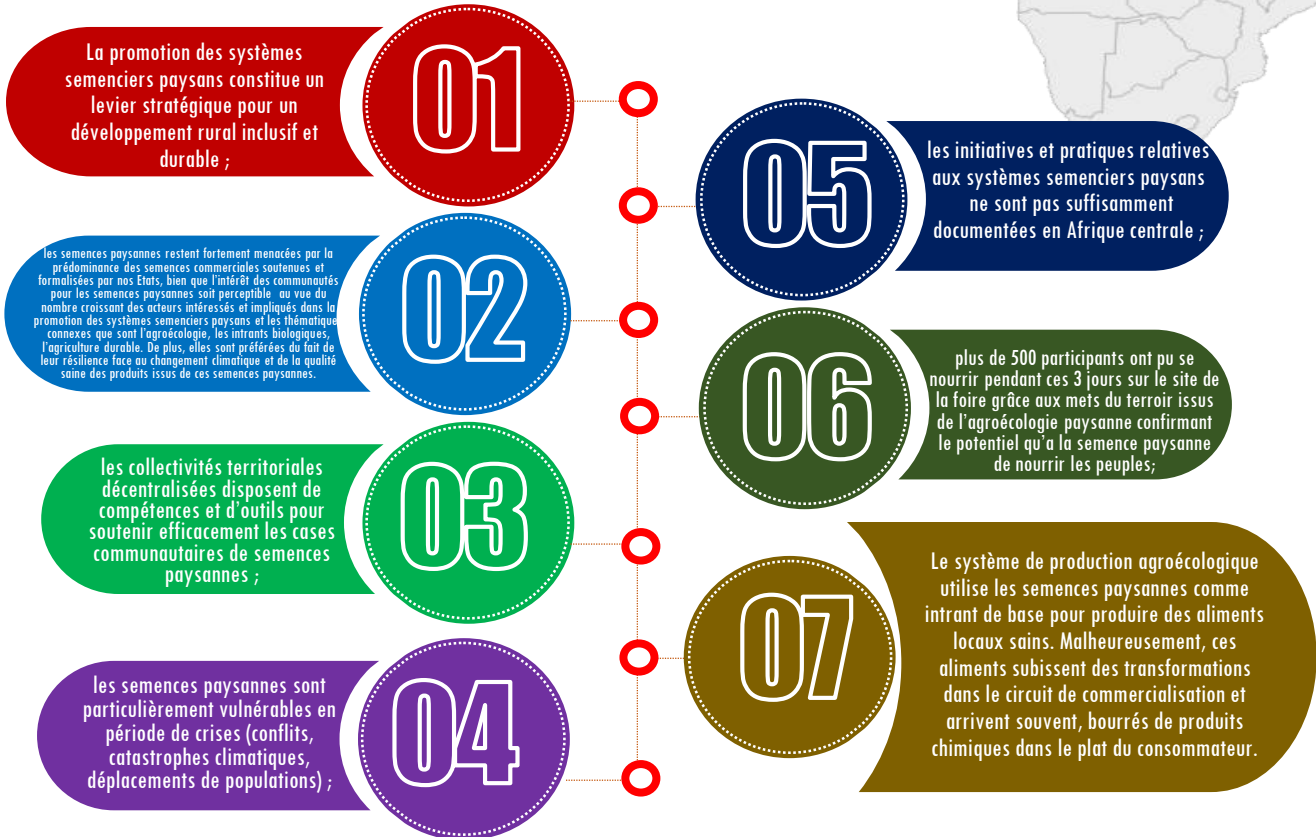 01
La promotion des systèmes
semenciers paysans constitue un
levier stratégique pour un
développement rural inclusif et
durable ;
02
les semences paysannes restent fortement menacées par la
prédominance des semences commerciales soutenues et
formalisées par nos Etats, bien que l'intérêt des communautés
pour les semences paysannes soit perceptible au vue du
nombre croissant des acteurs intéressés et impliqués dans la
promotion des systèmes semenciers paysans et les thématique
connexes que sont l'agroécologie, les intrants biologiques,
l'agriculture durable. De plus, elles sont préférées du fait de
leur résilience face au changement climatique et de la qualité
saine des produits issus de ces semences paysannes.
03
les collectivités territoriales
décentralisées disposent de
compétences et d'outils pour
soutenir efficacement les cases
communautaires de semences
paysannes ;
04
les semences paysannes sont
particulièrement vulnérables en
période de crises (conflits,
catastrophes climatiques,
déplacements de populations) ;
05
les initiatives et pratiques relatives
aux systèmes semenciers paysans
ne sont pas suffisamment
documentées en Afrique centrale ;
06
plus de 500 participants ont pu se
nourrir pendant ces 3 jours sur le site de
la foire grâce aux mets du terroir issus
de l'agroécologie paysanne confirmant
le potentiel qu'a la semence paysanne
de nourrir les peuples;
07
Le système de production agroécologique
utilise les semences paysannes comme
intrant de base pour produire des aliments
locaux sains. Malheureusement, ces
aliments subissent des transformations
dans le circuit de commercialisation et
arrivent souvent, bourrés de produits
chimiques dans le plat du consommateur.